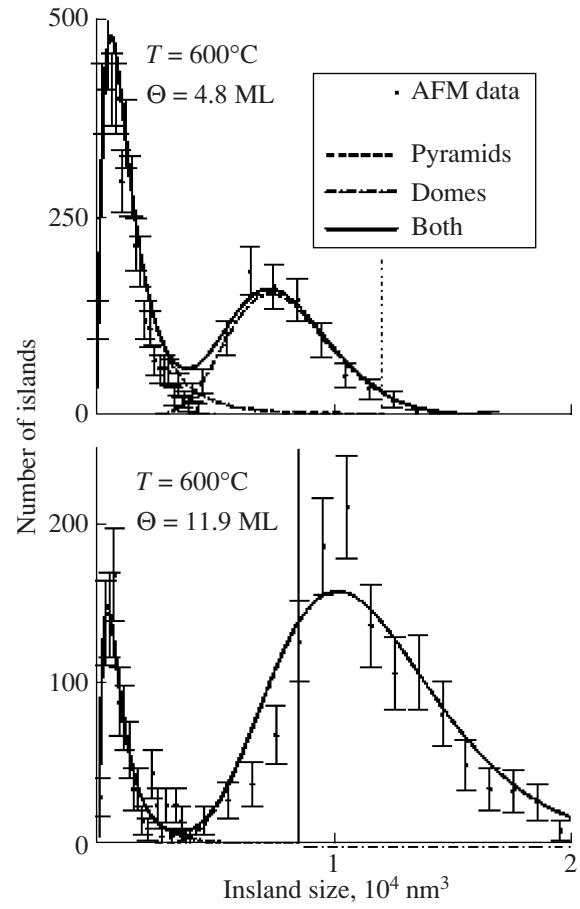 500
T = 600°C
Θ = 4.8 ML
AFM data
Pyramids
Domes
Both
250
0
Number of islands
T = 600°C
Θ = 11.9 ML
200
100
0
1
2
Insland size, 10⁴ nm³